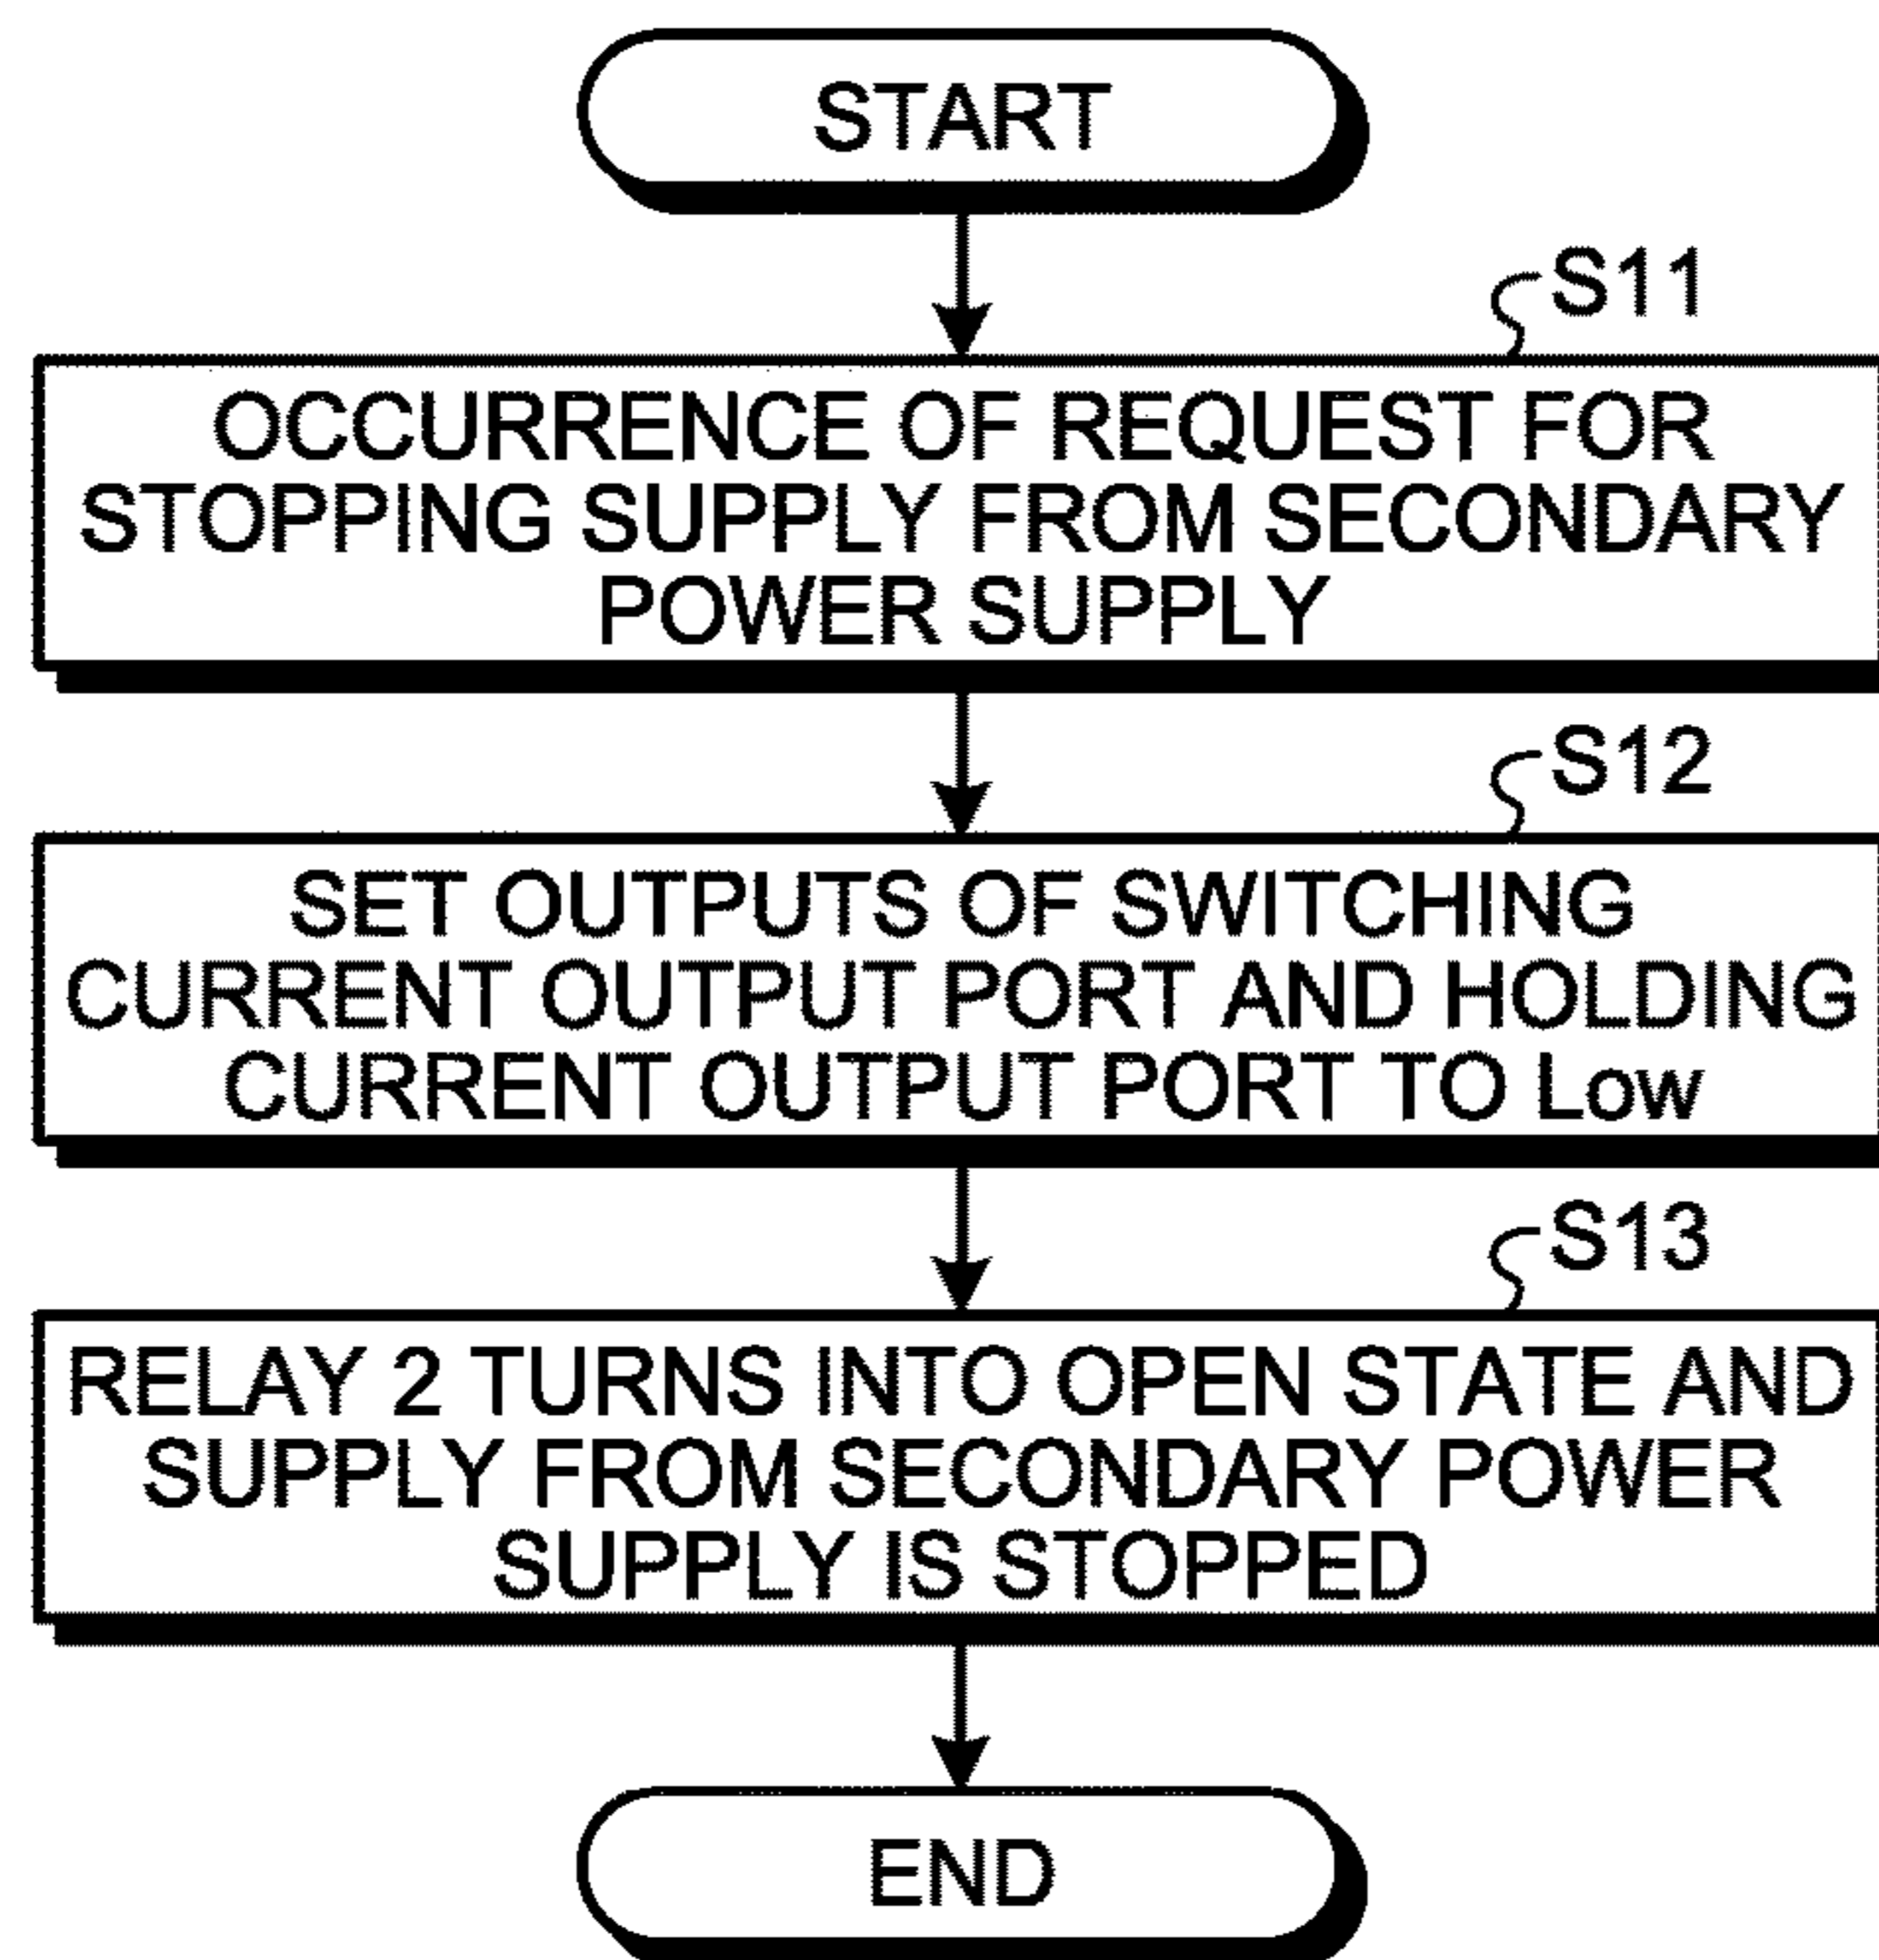 START
S11
OCCURRENCE OF REQUEST FOR
STOPPING SUPPLY FROM SECONDARY
POWER SUPPLY
S12
SET OUTPUTS OF SWITCHING
CURRENT OUTPUT PORT AND HOLDING
CURRENT OUTPUT PORT TO Low
S13
RELAY 2 TURNS INTO OPEN STATE AND
SUPPLY FROM SECONDARY POWER
SUPPLY IS STOPPED
END